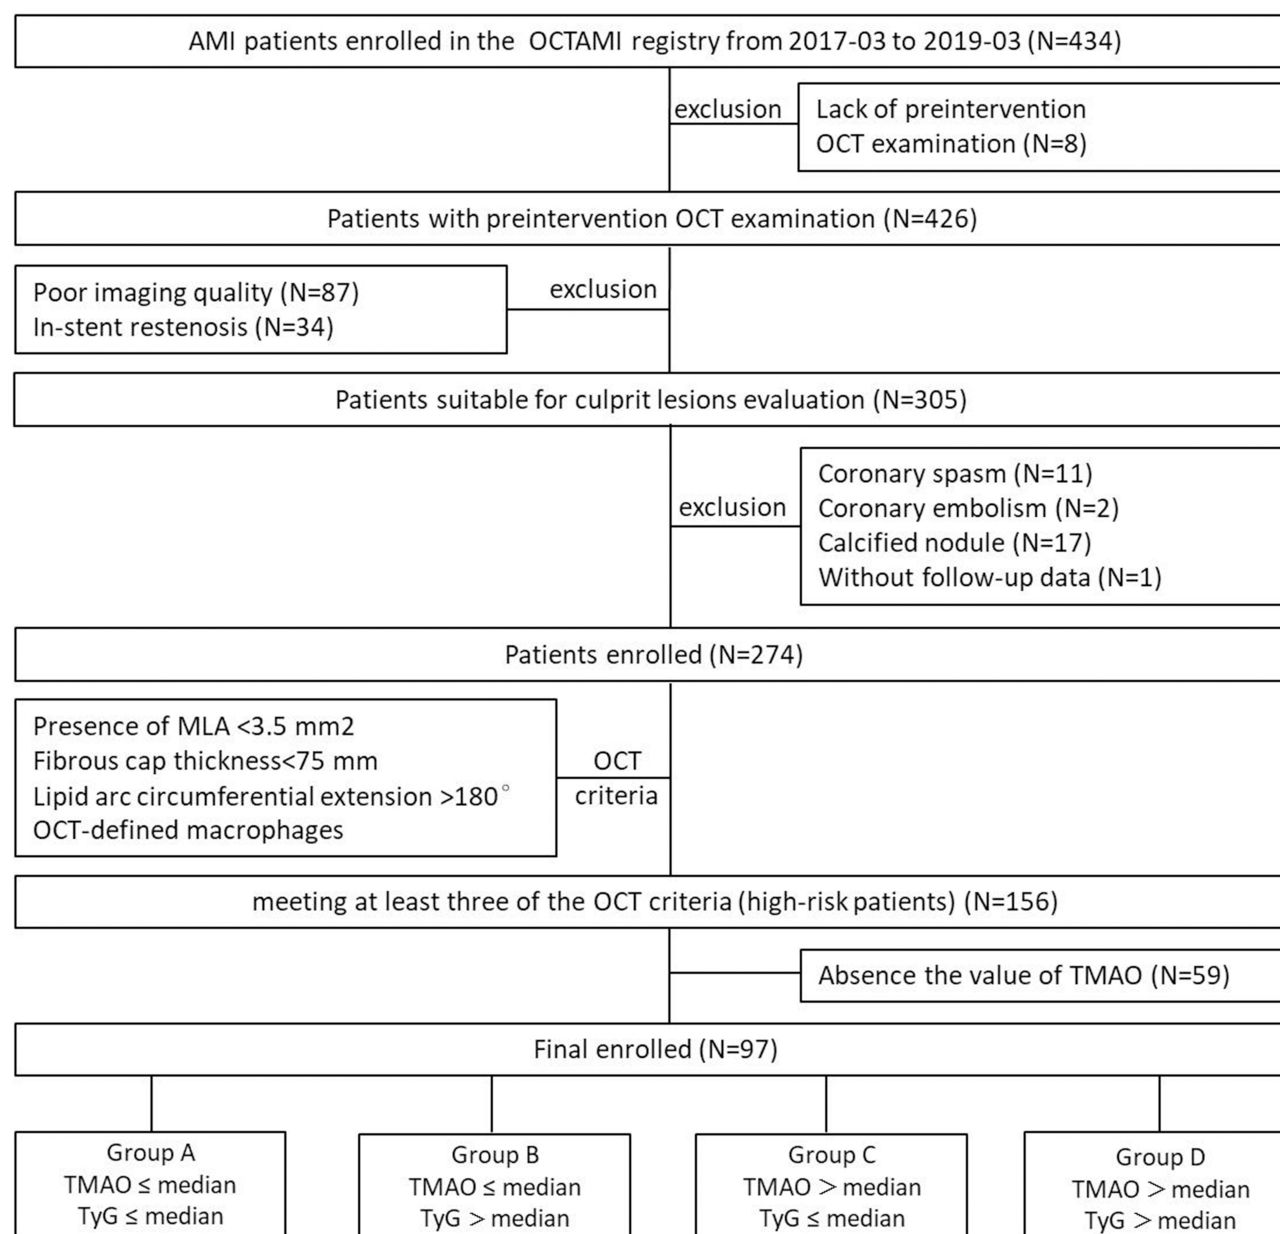 AMI patients enrolled in the OCTAMI registry from 2017-03 to 2019-03 (N=434)
exclusion
Lack of preintervention
OCT examination (N=8)
Patients with preintervention OCT examination (N=426)
Poor imaging quality (N=87)
In-stent restenosis (N=34)
exclusion
Patients suitable for culprit lesions evaluation (N=305)
exclusion
Coronary spasm (N=11)
Coronary embolism (N=2)
Calcified nodule (N=17)
Without follow-up data (N=1)
Patients enrolled (N=274)
Presence of MLA <3.5 mm2
Fibrous cap thickness<75 mm
Lipid arc circumferential extension >180°
OCT-defined macrophages
OCT
criteria
meeting at least three of the OCT criteria (high-risk patients) (N=156)
Absence the value of TMAO (N=59)
Final enrolled (N=97)
Group A
TMAO ≤ median
TyG ≤ median
Group B
TMAO ≤ median
TyG > median
Group C
TMAO > median
TyG ≤ median
Group D
TMAO > median
TyG > median